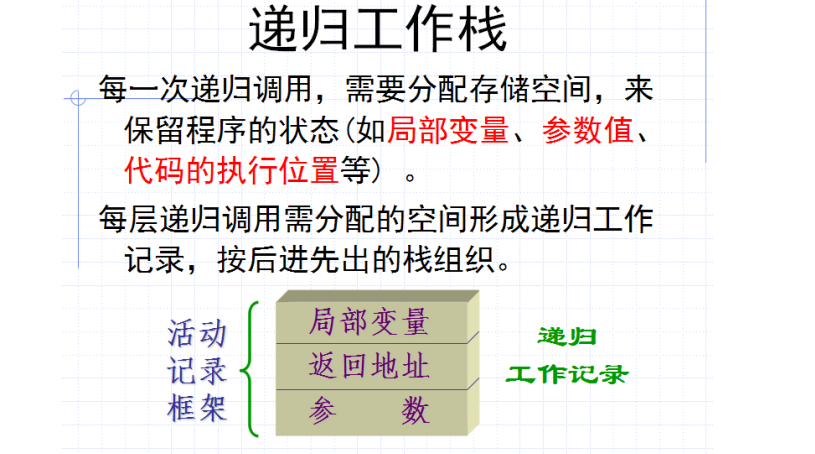 递归工作栈
每一次递归调用，需要分配存储空间，来
保留程序的状态(如局部变量、参数值、
代码的执行位置等) 。
每层递归调用需分配的空间形成递归工作
记录，按后进先出的栈组织。
活动
记录
框架
局部变量
返回地址
参 数
递归
工作记录